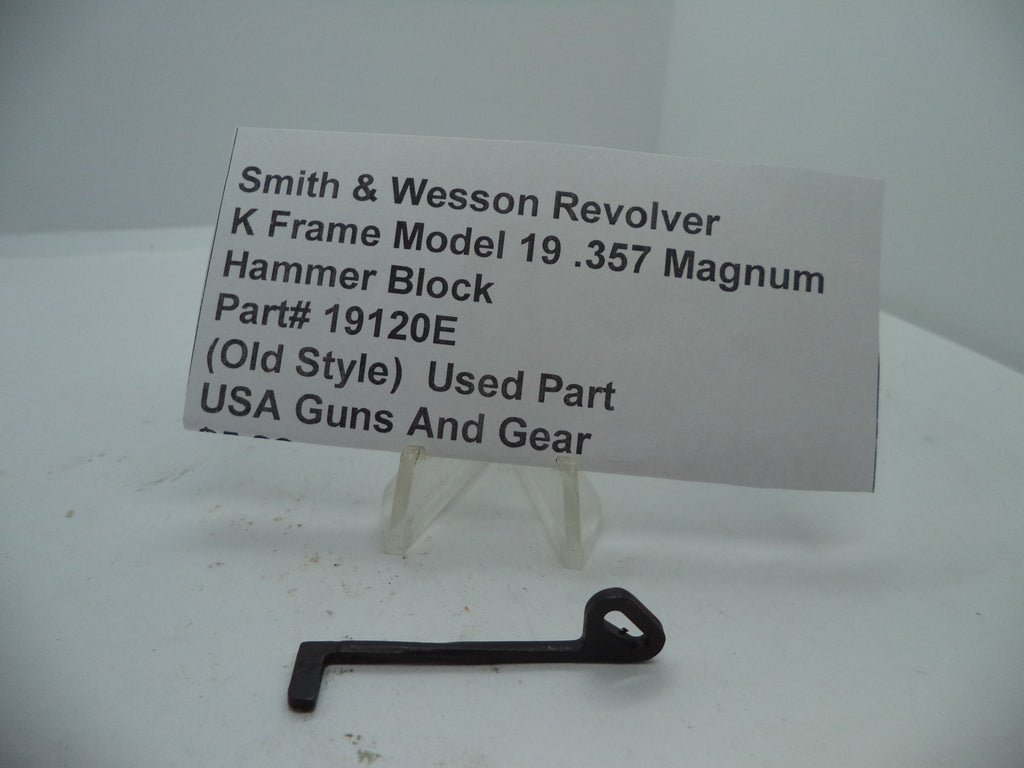 Smith & Wesson Revolver
K Frame Model 19 .357 Magnum
Hammer Block
Part# 19120E
(Old Style)  Used Part
USA Guns And Gear